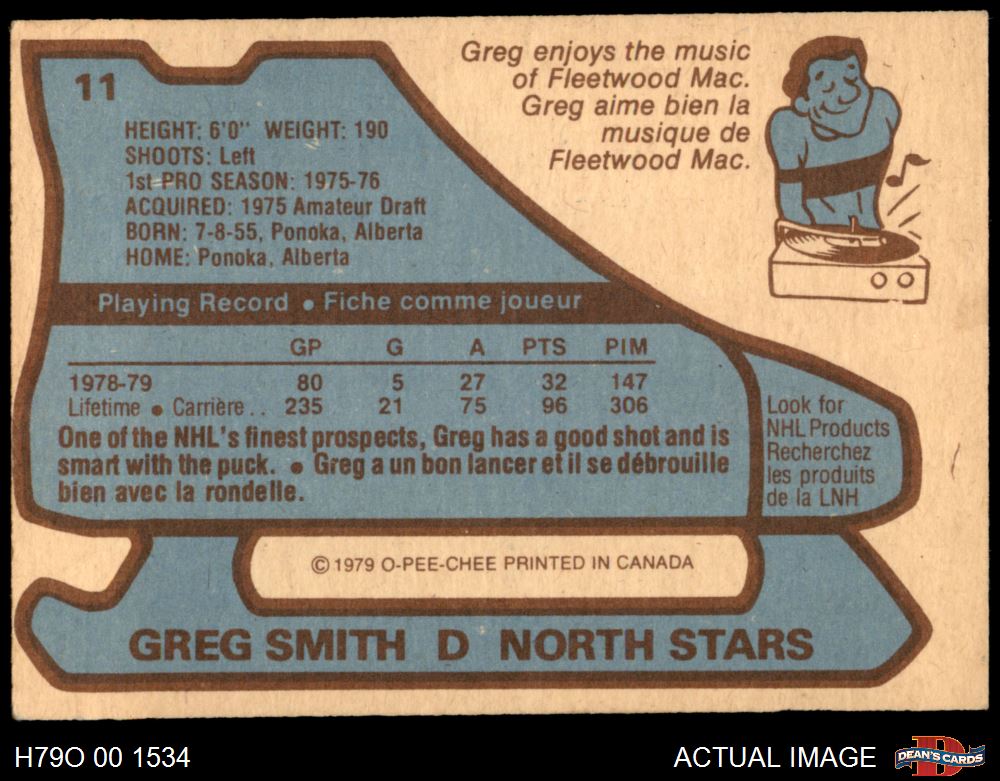 11
Greg enjoys the music
of Fleetwood Mac.
Greg aime bien la
musique de
Fleetwood Mac.
HEIGHT: 6'0" WEIGHT: 190
SHOOTS: Left
1st PRO SEASON: 1975-76
ACQUIRED: 1975 Amateur Draft
BORN: 7-8-55, Ponoka, Alberta
HOME: Ponoka, Alberta
Playing Record • Fiche comme joueur
GP G A PTS PIM
1978-79 80 5 27 32 147
Lifetime • Carrière .. 235 21 75 96 306
One of the NHL's finest prospects, Greg has a good shot and is
smart with the puck. • Greg a un bon lancer et il se débrouille
bien avec la rondelle.
Look for
NHL Products
Recherchez
les produits
de la LNH
© 1979 O-PEE-CHEE PRINTED IN CANADA
GREG SMITH D NORTH STARS
H79O 00 1534
ACTUAL IMAGE
D
DEAN'S CARDS